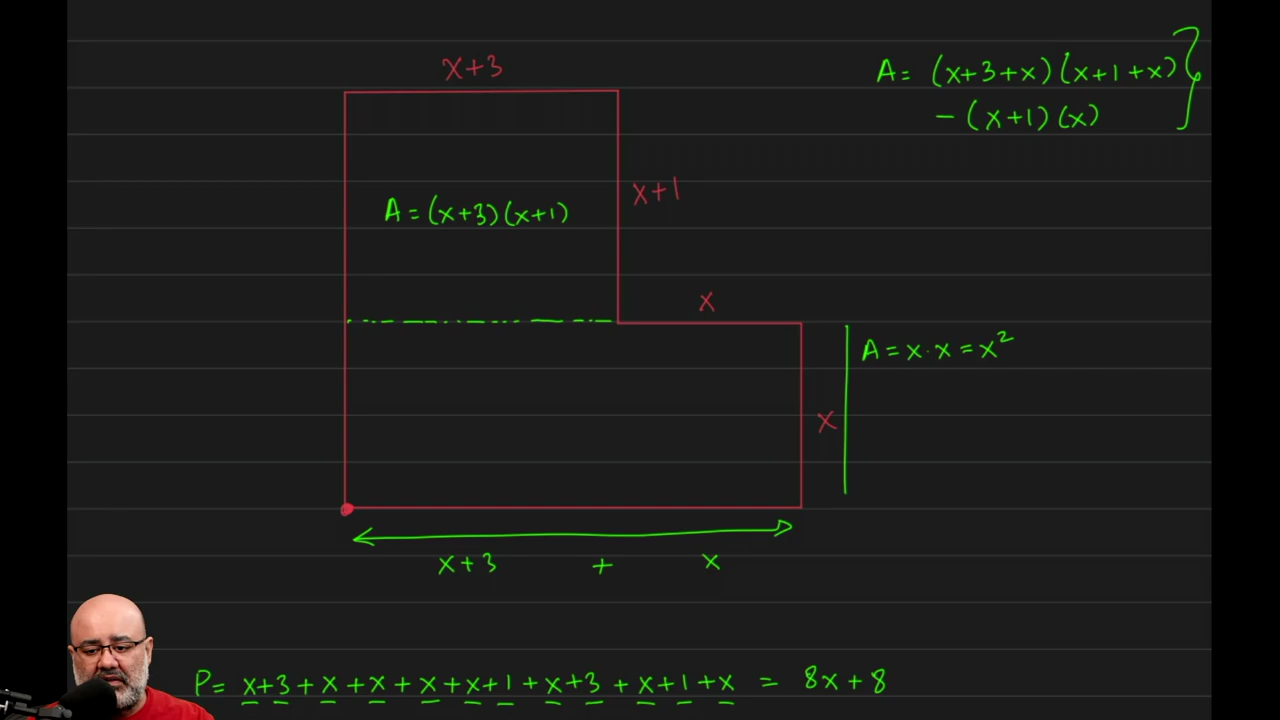 x+3
A = (x+3+x)(x+1+x)
- (x+1)(x)
x+1
A = (x+3)(x+1)
x
A = x·x = x²
x
x+3 + x
P = x+3+x+x+x+x+1+x+3+x+1+x = 8x+8